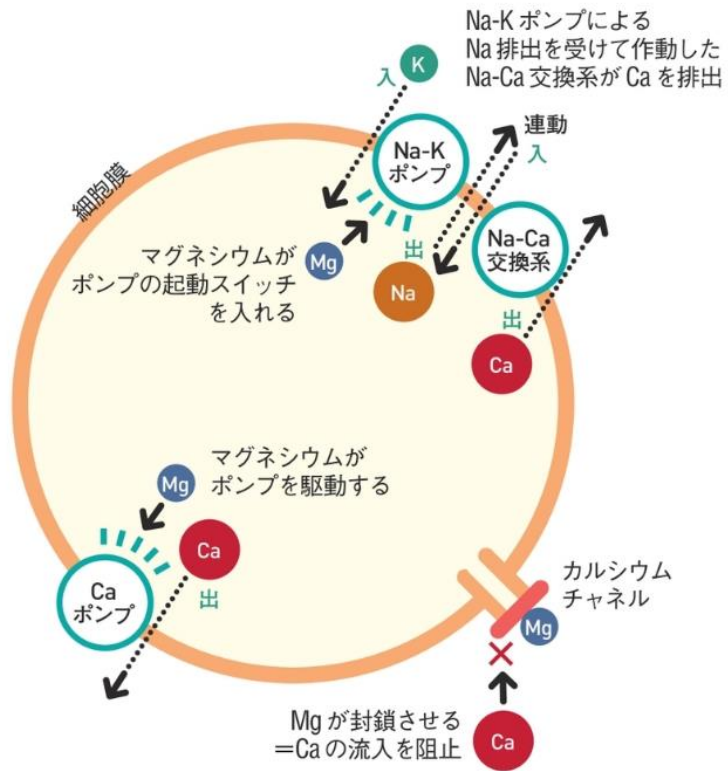 Na-K ポンプによる
Na 排出を受けて作動した
Na-Ca 交換系が Ca を排出
K
入
連動
入
細胞膜
Na-K
ポンプ
Na-Ca
交換系
マグネシウムが
ポンプの起動スイッチ
を入れる
Mg
出
Na
出
Ca
マグネシウムが
ポンプを駆動する
Mg
Ca
出
Ca
ポンプ
カルシウム
チャネル
Mg
Mg が封鎖させる
＝Ca の流入を阻止
Ca